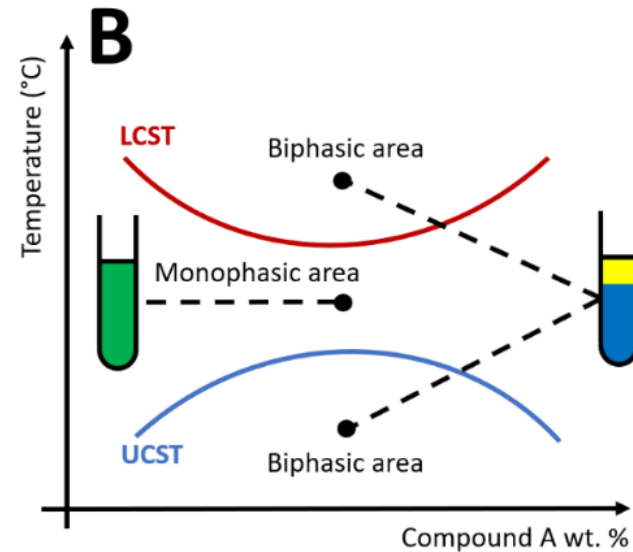 B
Temperature (°C)
LCST
Biphasic area
Monophasic area
UCST
Biphasic area
Compound A wt. %